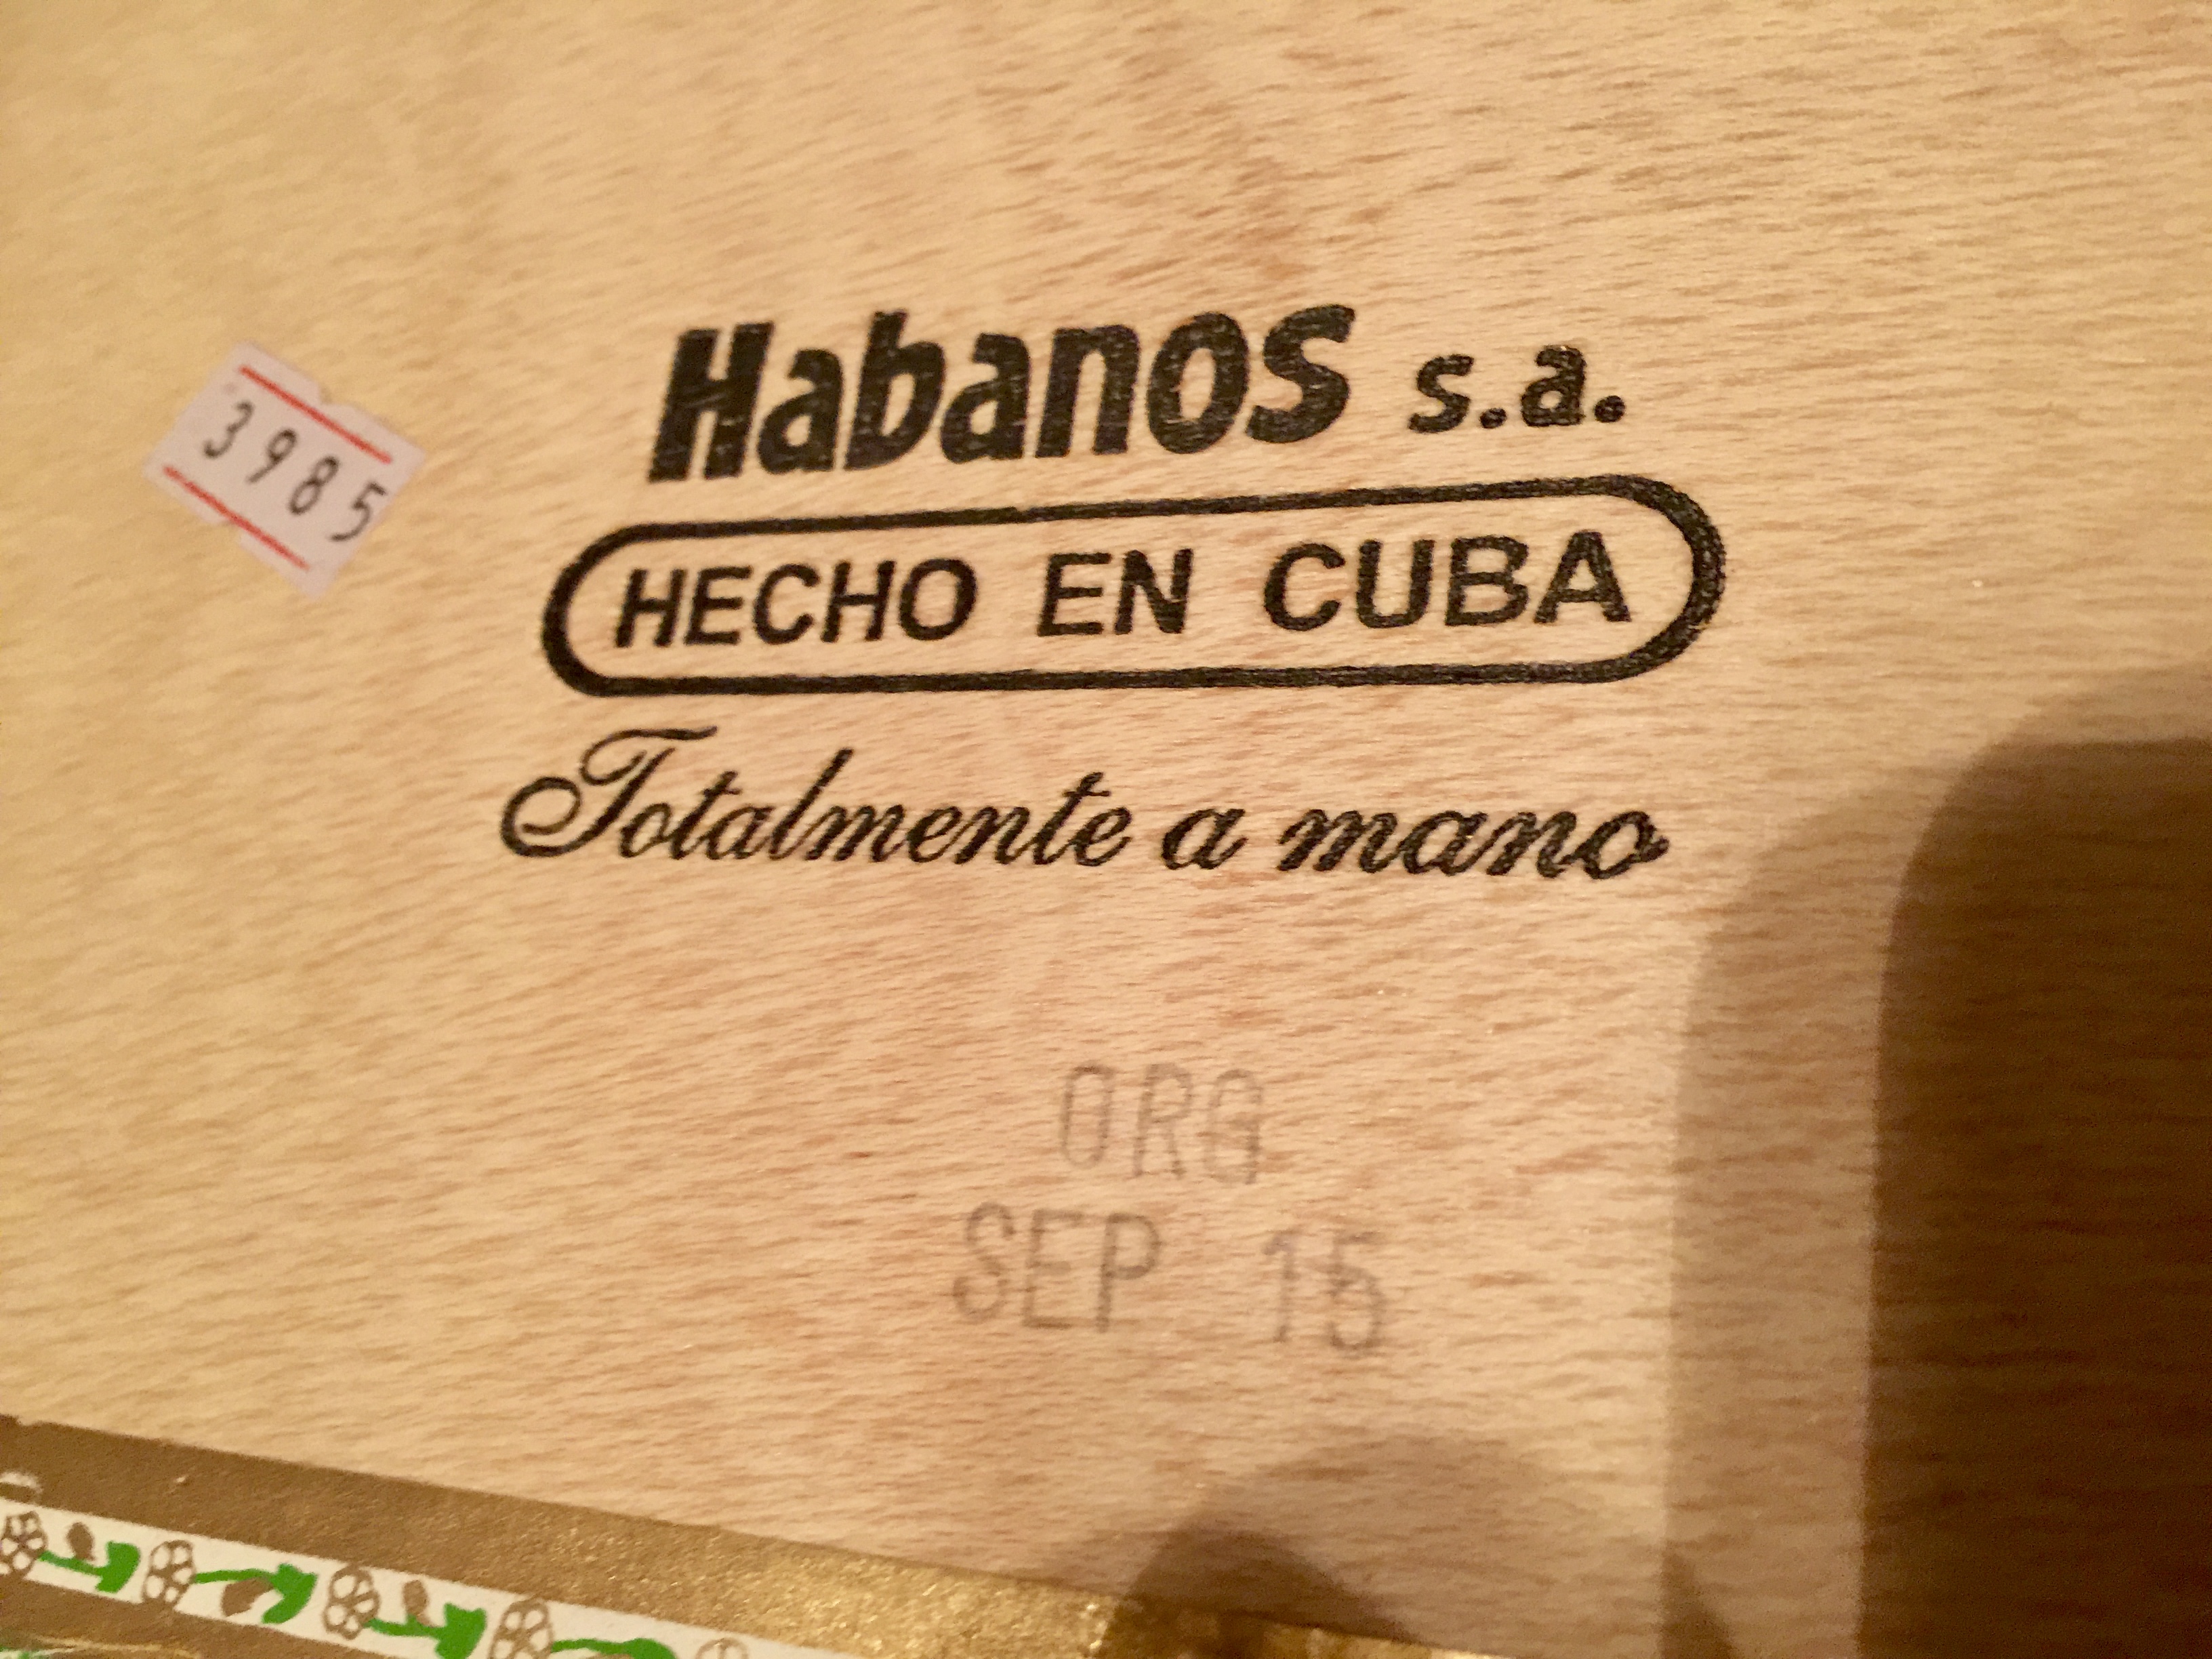 Habanos s.a.
3985
HECHO EN CUBA
Totalmente a mano
ORG
SEP 15